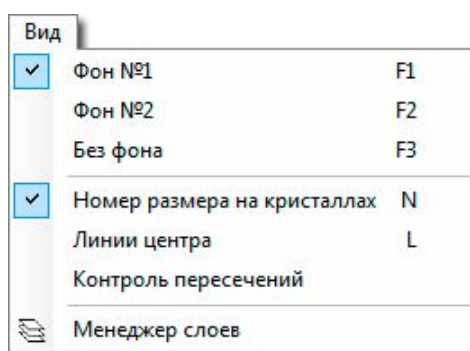 Вид
Фон №1 F1
Фон №2 F2
Без фона F3
Номер размера на кристаллах N
Линии центра L
Контроль пересечений
Менеджер слоев